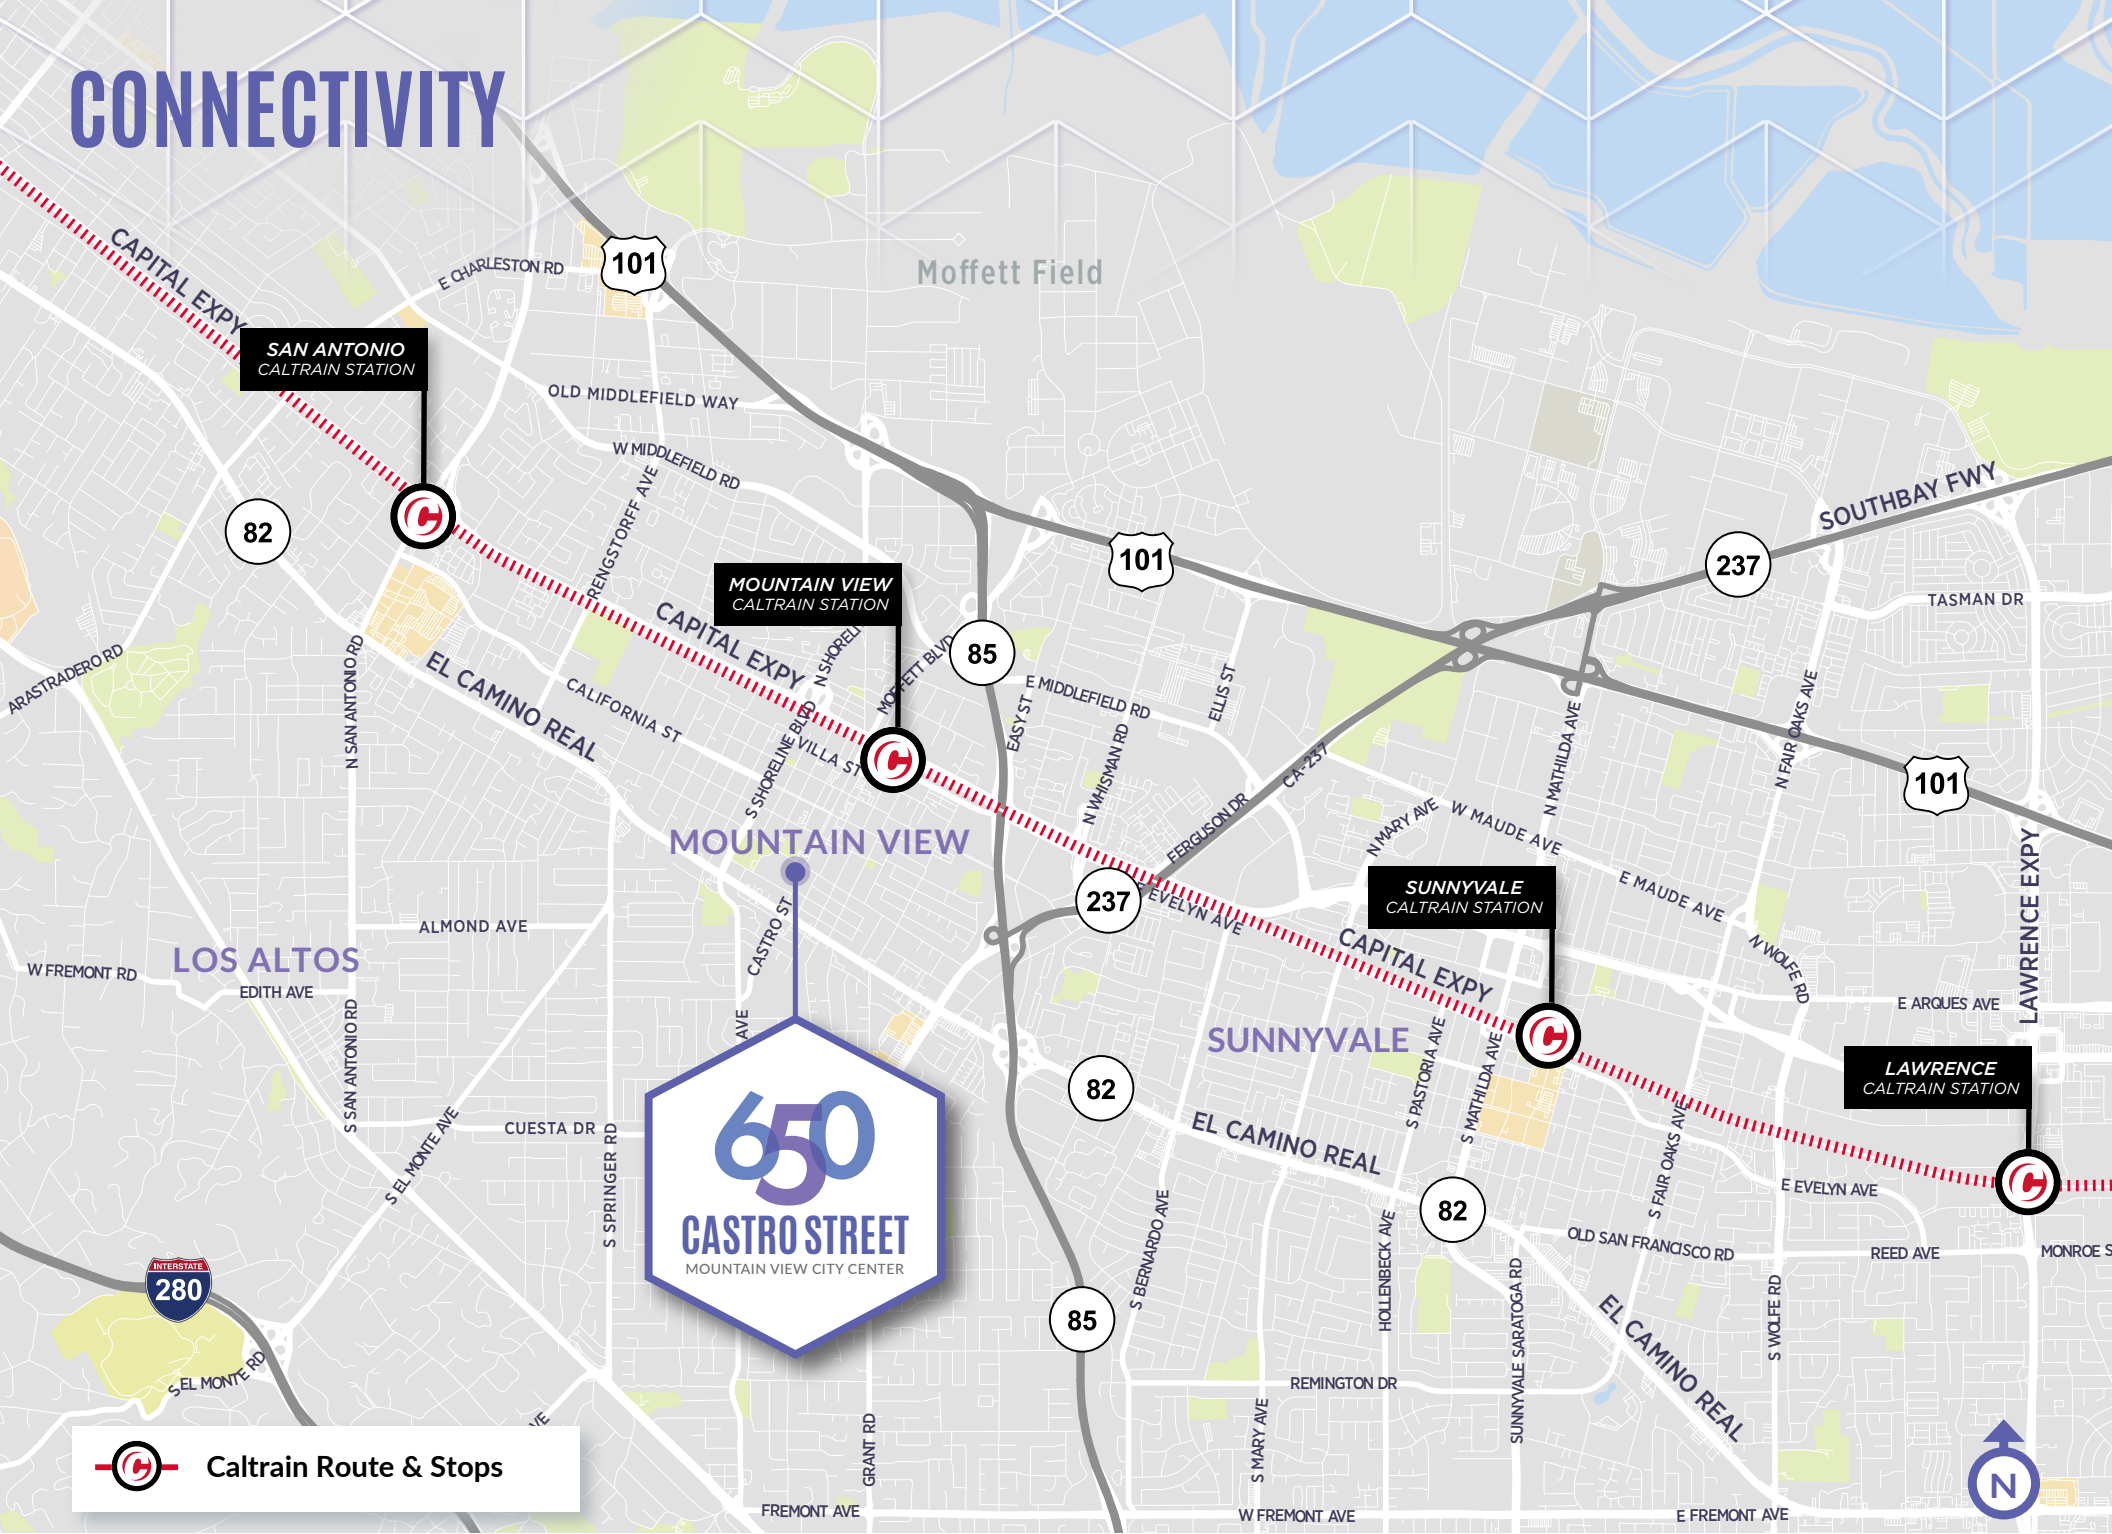 CONNECTIVITY
CAPITAL EXPY
E CHARLESTON RD
101
Moffett Field
SAN ANTONIO
CALTRAIN STATION
OLD MIDDLEFIELD WAY
W MIDDLEFIELD RD
RENGSTORFF AVE
SOUTHBAY FWY
82
101
237
MOUNTAIN VIEW
CALTRAIN STATION
TASMAN DR
CAPITAL EXPY
N SHORELI
MOFFETT BLVD
85
ARASTRADERO RD
N SAN ANTONIO RD
EL CAMINO REAL
CALIFORNIA ST
E MIDDLEFIELD RD
ELLIS ST
EASY ST
S SHORELINE BLVD
VILLA ST
N WHISMAN RD
CA-237
N MATHILDA AVE
N FAIR OAKS AVE
101
FERGUSON DR
N MARY AVE
W MAUDE AVE
MOUNTAIN VIEW
E MAUDE AVE
LAWRENCE EXPY
237
E EVELYN AVE
SUNNYVALE
CALTRAIN STATION
CASTRO ST
ALMOND AVE
LOS ALTOS
W FREMONT RD
EDITH AVE
CAPITAL EXPY
N WOLFE RD
E ARQUES AVE
S SAN ANTONIO RD
AVE
SUNNYVALE
S PASTORIA AVE
S MATHILDA AVE
LAWRENCE
CALTRAIN STATION
82
EL CAMINO REAL
CUESTA DR
S EL MONTE AVE
S SPRINGER RD
650
CASTRO STREET
MOUNTAIN VIEW CITY CENTER
S FAIR OAKS AVE
E EVELYN AVE
82
S BERNARDO AVE
HOLLENBECK AVE
OLD SAN FRANCISCO RD
REED AVE
MONROE S
INTERSTATE
280
85
SUNNYVALE SARATOGA RD
EL CAMINO REAL
S WOLFE RD
S EL MONTE RD
REMINGTON DR
S MARY AVE
VE
GRANT RD
Caltrain Route & Stops
FREMONT AVE
W FREMONT AVE
E FREMONT AVE
N